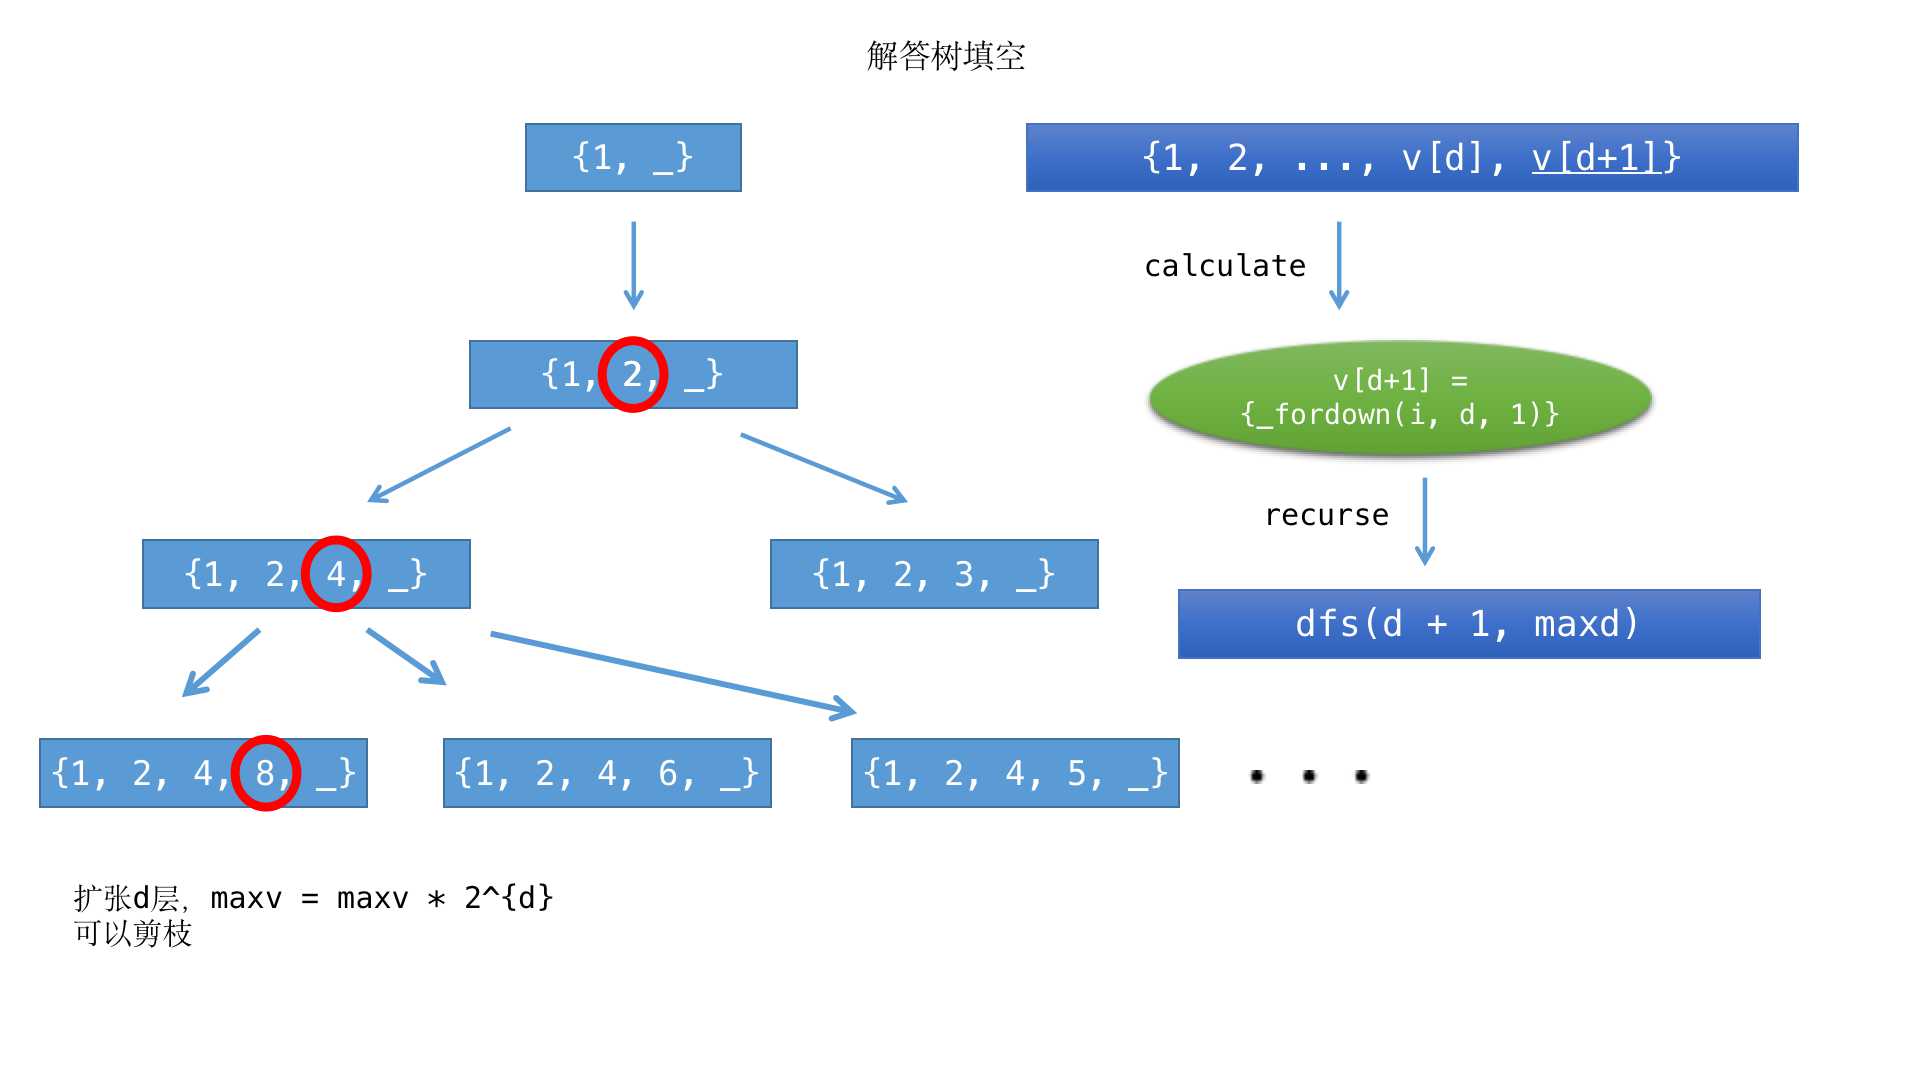 解答树填空
{1, _}
{1, 2, _}
{1, 2, 4, _}
{1, 2, 3, _}
{1, 2, 4, 8, _}
{1, 2, 4, 6, _}
{1, 2, 4, 5, _}
...
扩张d层, maxv = maxv * 2^{d}
可以剪枝
{1, 2, ..., v[d], v[d+1]}
calculate
v[d+1] =
{_fordown(i, d, 1)}
recurse
dfs(d + 1, maxd)